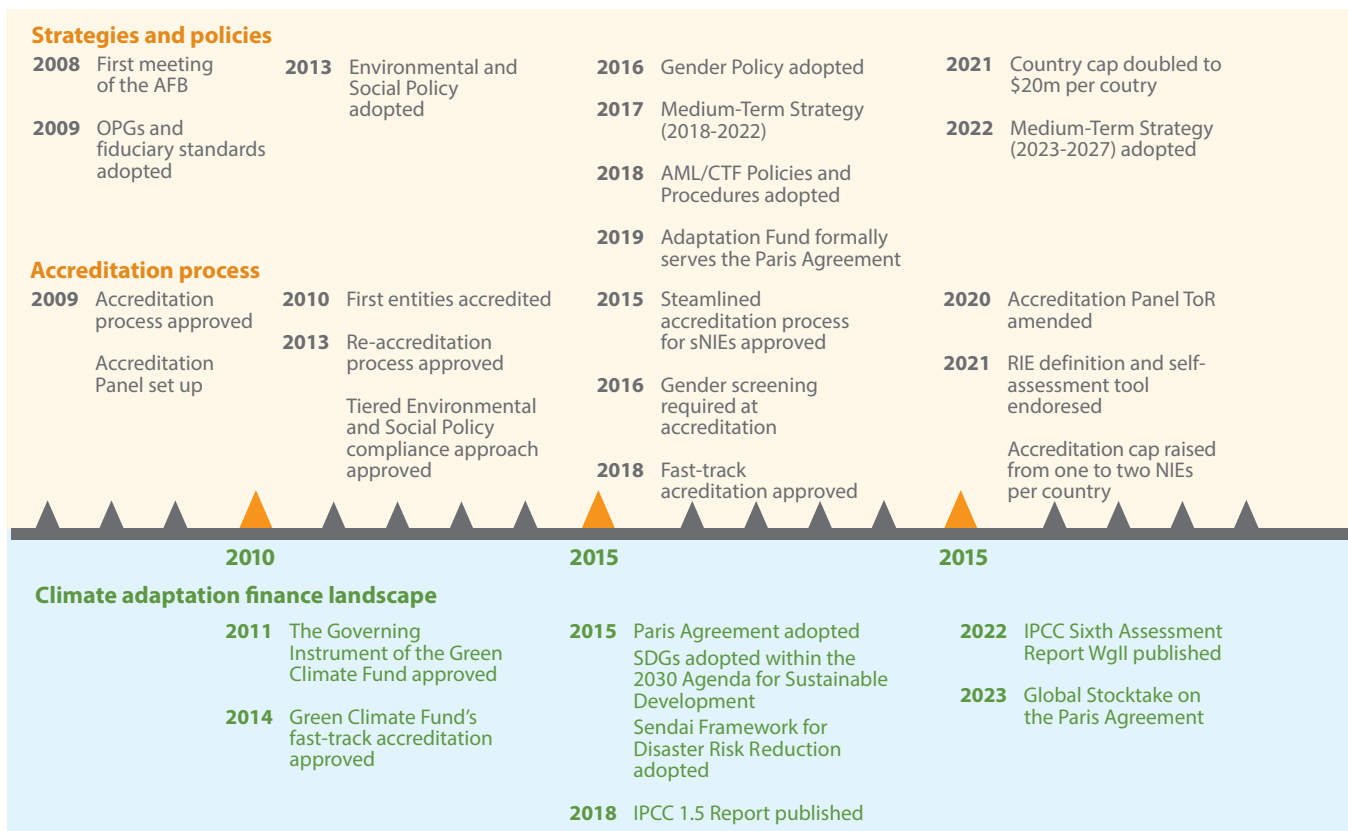 Strategies and policies
2008 First meeting
of the AFB
2009 OPGs and
fiduciary standards
adopted
2013 Environmental and
Social Policy
adopted
2016 Gender Policy adopted
2017 Medium-Term Strategy
(2018-2022)
2018 AML/CTF Policies and
Procedures adopted
2019 Adaptation Fund formally
serves the Paris Agreement
2021 Country cap doubled to
$20m per coutry
2022 Medium-Term Strategy
(2023-2027) adopted
Accreditation process
2009 Accreditation
process approved
Accreditation
Panel set up
2010 First entities accredited
2013 Re-accreditation
process approved
Tiered Environmental
and Social Policy
compliance approach
approved
2015 Steamlined
accreditation process
for sNIEs approved
2016 Gender screening
required at
accreditation
2018 Fast-track
acreditation approved
2020 Accreditation Panel ToR
amended
2021 RIE definition and self-
assessment tool
endoresed
Accreditation cap raised
from one to two NIEs
per country
2010
2015
2015
Climate adaptation finance landscape
2011 The Governing
Instrument of the Green
Climate Fund approved
2014 Green Climate Fund's
fast-track accreditation
approved
2015 Paris Agreement adopted
SDGs adopted within the
2030 Agenda for Sustainable
Development
Sendai Framework for
Disaster Risk Reduction
adopted
2018 IPCC 1.5 Report published
2022 IPCC Sixth Assessment
Report WgII published
2023 Global Stocktake on
the Paris Agreement